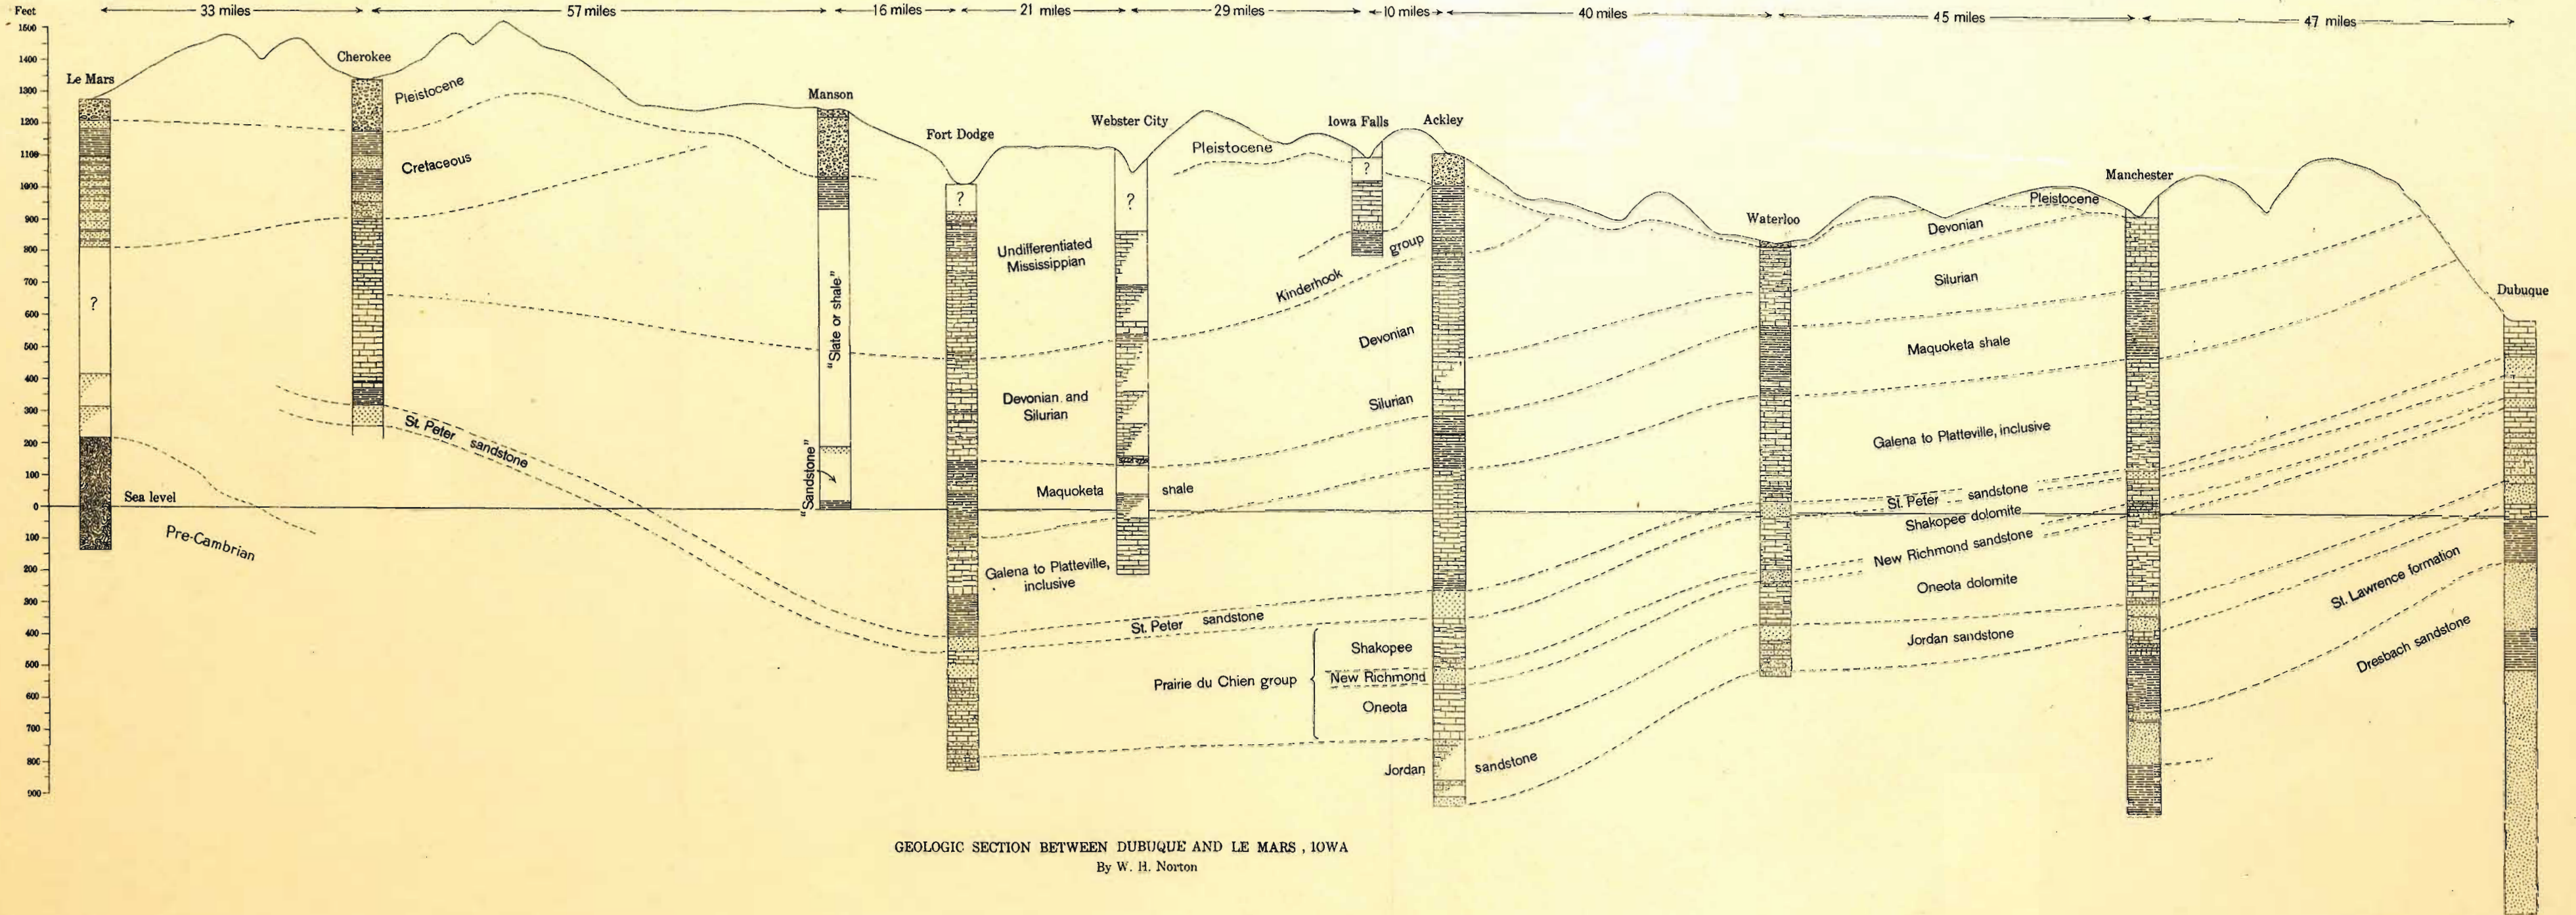 Feet
33 miles
57 miles
16 miles
21 miles
29 miles
10 miles
40 miles
45 miles
47 miles
1500
1400
1300
1200
1100
1000
900
800
700
600
500
400
300
200
100
0
100
200
300
400
500
600
700
800
900
Le Mars
Cherokee
Manson
Fort Dodge
Webster City
Iowa Falls
Ackley
Waterloo
Manchester
Dubuque
Pleistocene
Cretaceous
?
St. Peter sandstone
Sea level
Pre-Cambrian
"Slate or shale"
"Sandstone"
?
Undifferentiated
Mississippian
Devonian and
Silurian
Maquoketa shale
Galena to Platteville,
inclusive
?
Pleistocene
?
Kinderhook group
Devonian
Silurian
St. Peter sandstone
Prairie du Chien group
Shakopee
New Richmond
Oneota
Jordan sandstone
Pleistocene
Devonian
Silurian
Maquoketa shale
Galena to Platteville, inclusive
St. Peter sandstone
Shakopee dolomite
New Richmond sandstone
Oneota dolomite
Jordan sandstone
St. Lawrence formation
Dresbach sandstone
GEOLOGIC SECTION BETWEEN DUBUQUE AND LE MARS, IOWA
By W. H. Norton